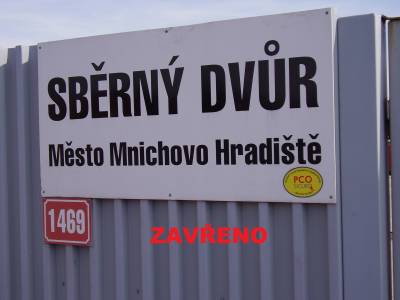 SBĚRNÝ DVŮR
Město Mnichovo Hradiště
PCO
1469
ZAVŘENO